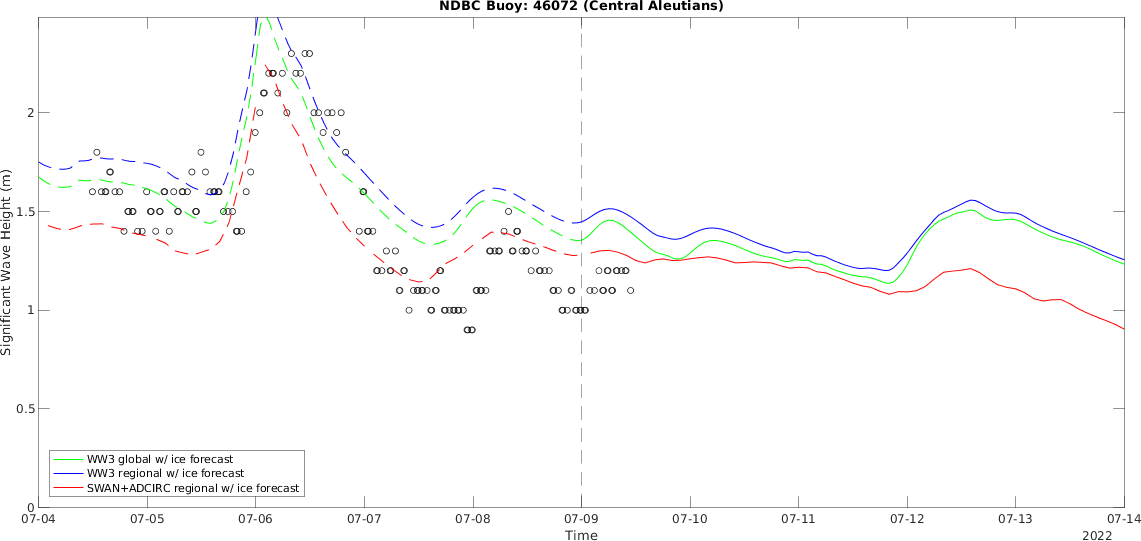 NDBC Buoy: 46072 (Central Aleutians)
Significant Wave Height (m)
2
1.5
1
0.5
0
WW3 global w/ ice forecast
WW3 regional w/ ice forecast
SWAN+ADCIRC regional w/ ice forecast
07-04 07-05 07-06 07-07 07-08 07-09 07-10 07-11 07-12 07-13 07-14
Time
2022